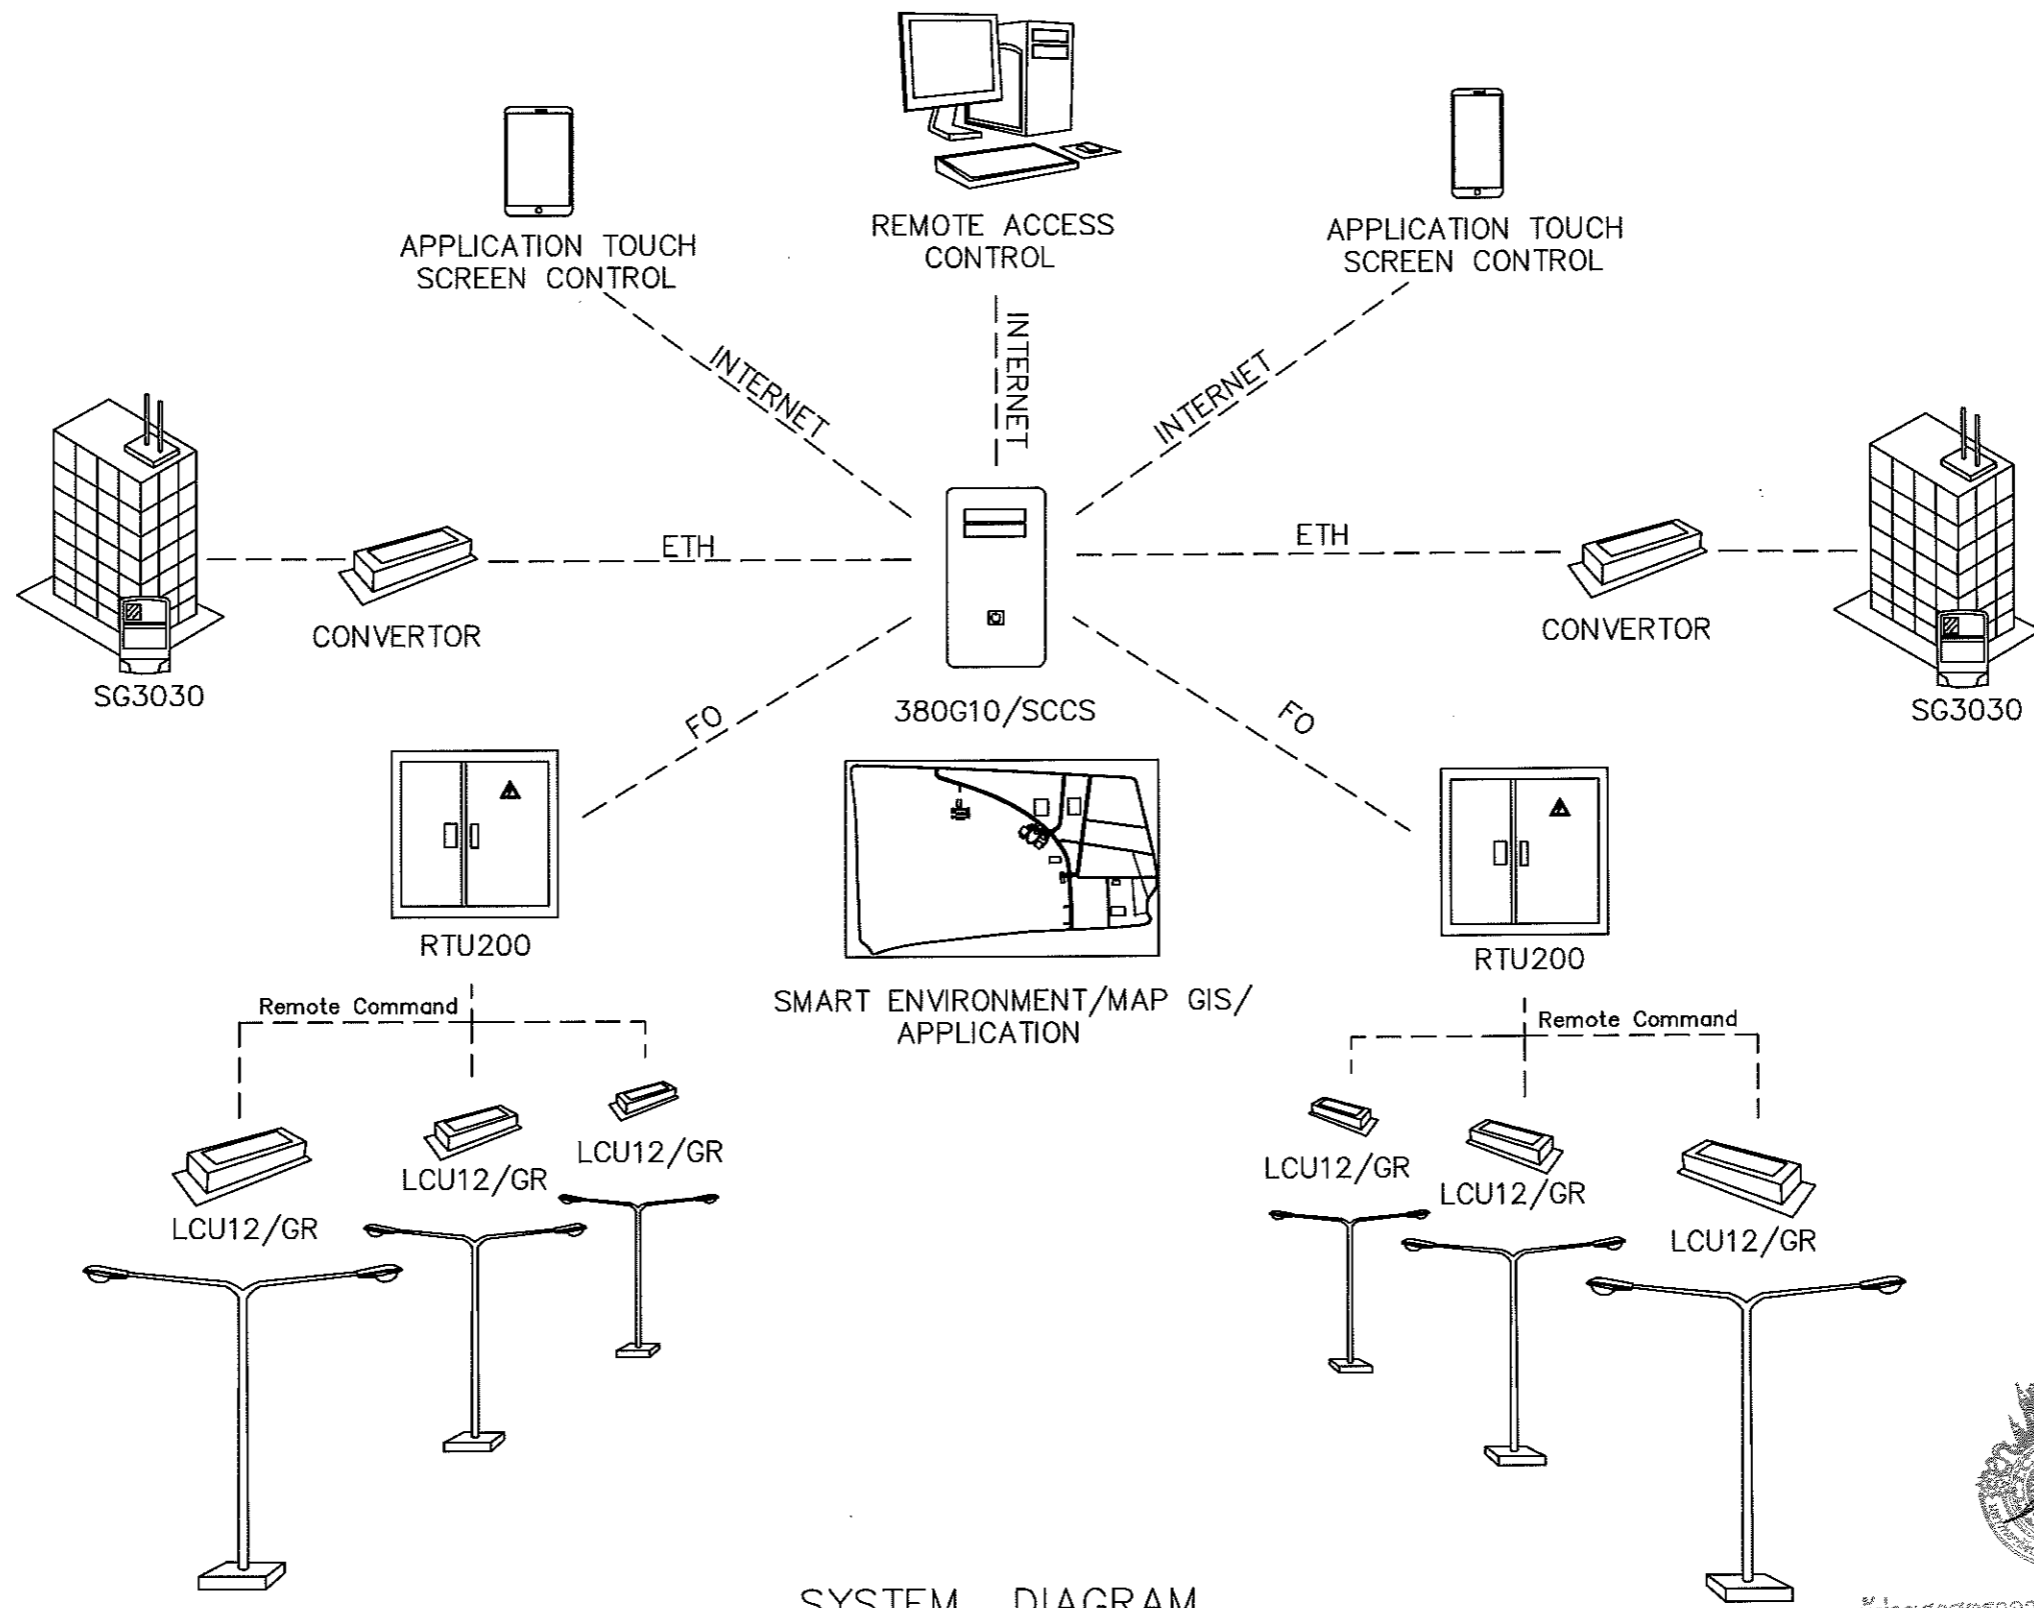 REMOTE ACCESS
CONTROL
APPLICATION TOUCH
SCREEN CONTROL
APPLICATION TOUCH
SCREEN CONTROL
INTERNET
INTERNET
INTERNET
ETH
ETH
CONVERTOR
CONVERTOR
SG3030
SG3030
380G10/SCCS
FO
FO
RTU200
RTU200
SMART ENVIRONMENT/MAP GIS/
APPLICATION
Remote Command
Remote Command
LCU12/GR
LCU12/GR
LCU12/GR
LCU12/GR
LCU12/GR
LCU12/GR
SYSTEM DIAGRAM